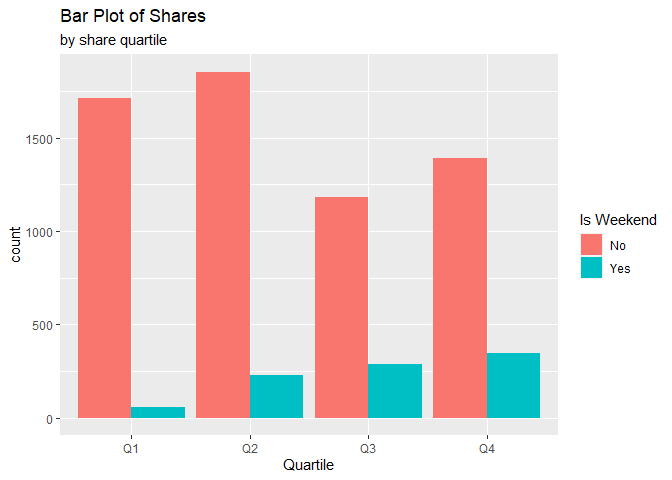 Bar Plot of Shares
by share quartile
1500
1000
500
0
count
Q1 Q2 Q3 Q4
Quartile
Is Weekend
No
Yes